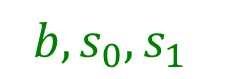 b, s₀, s₁